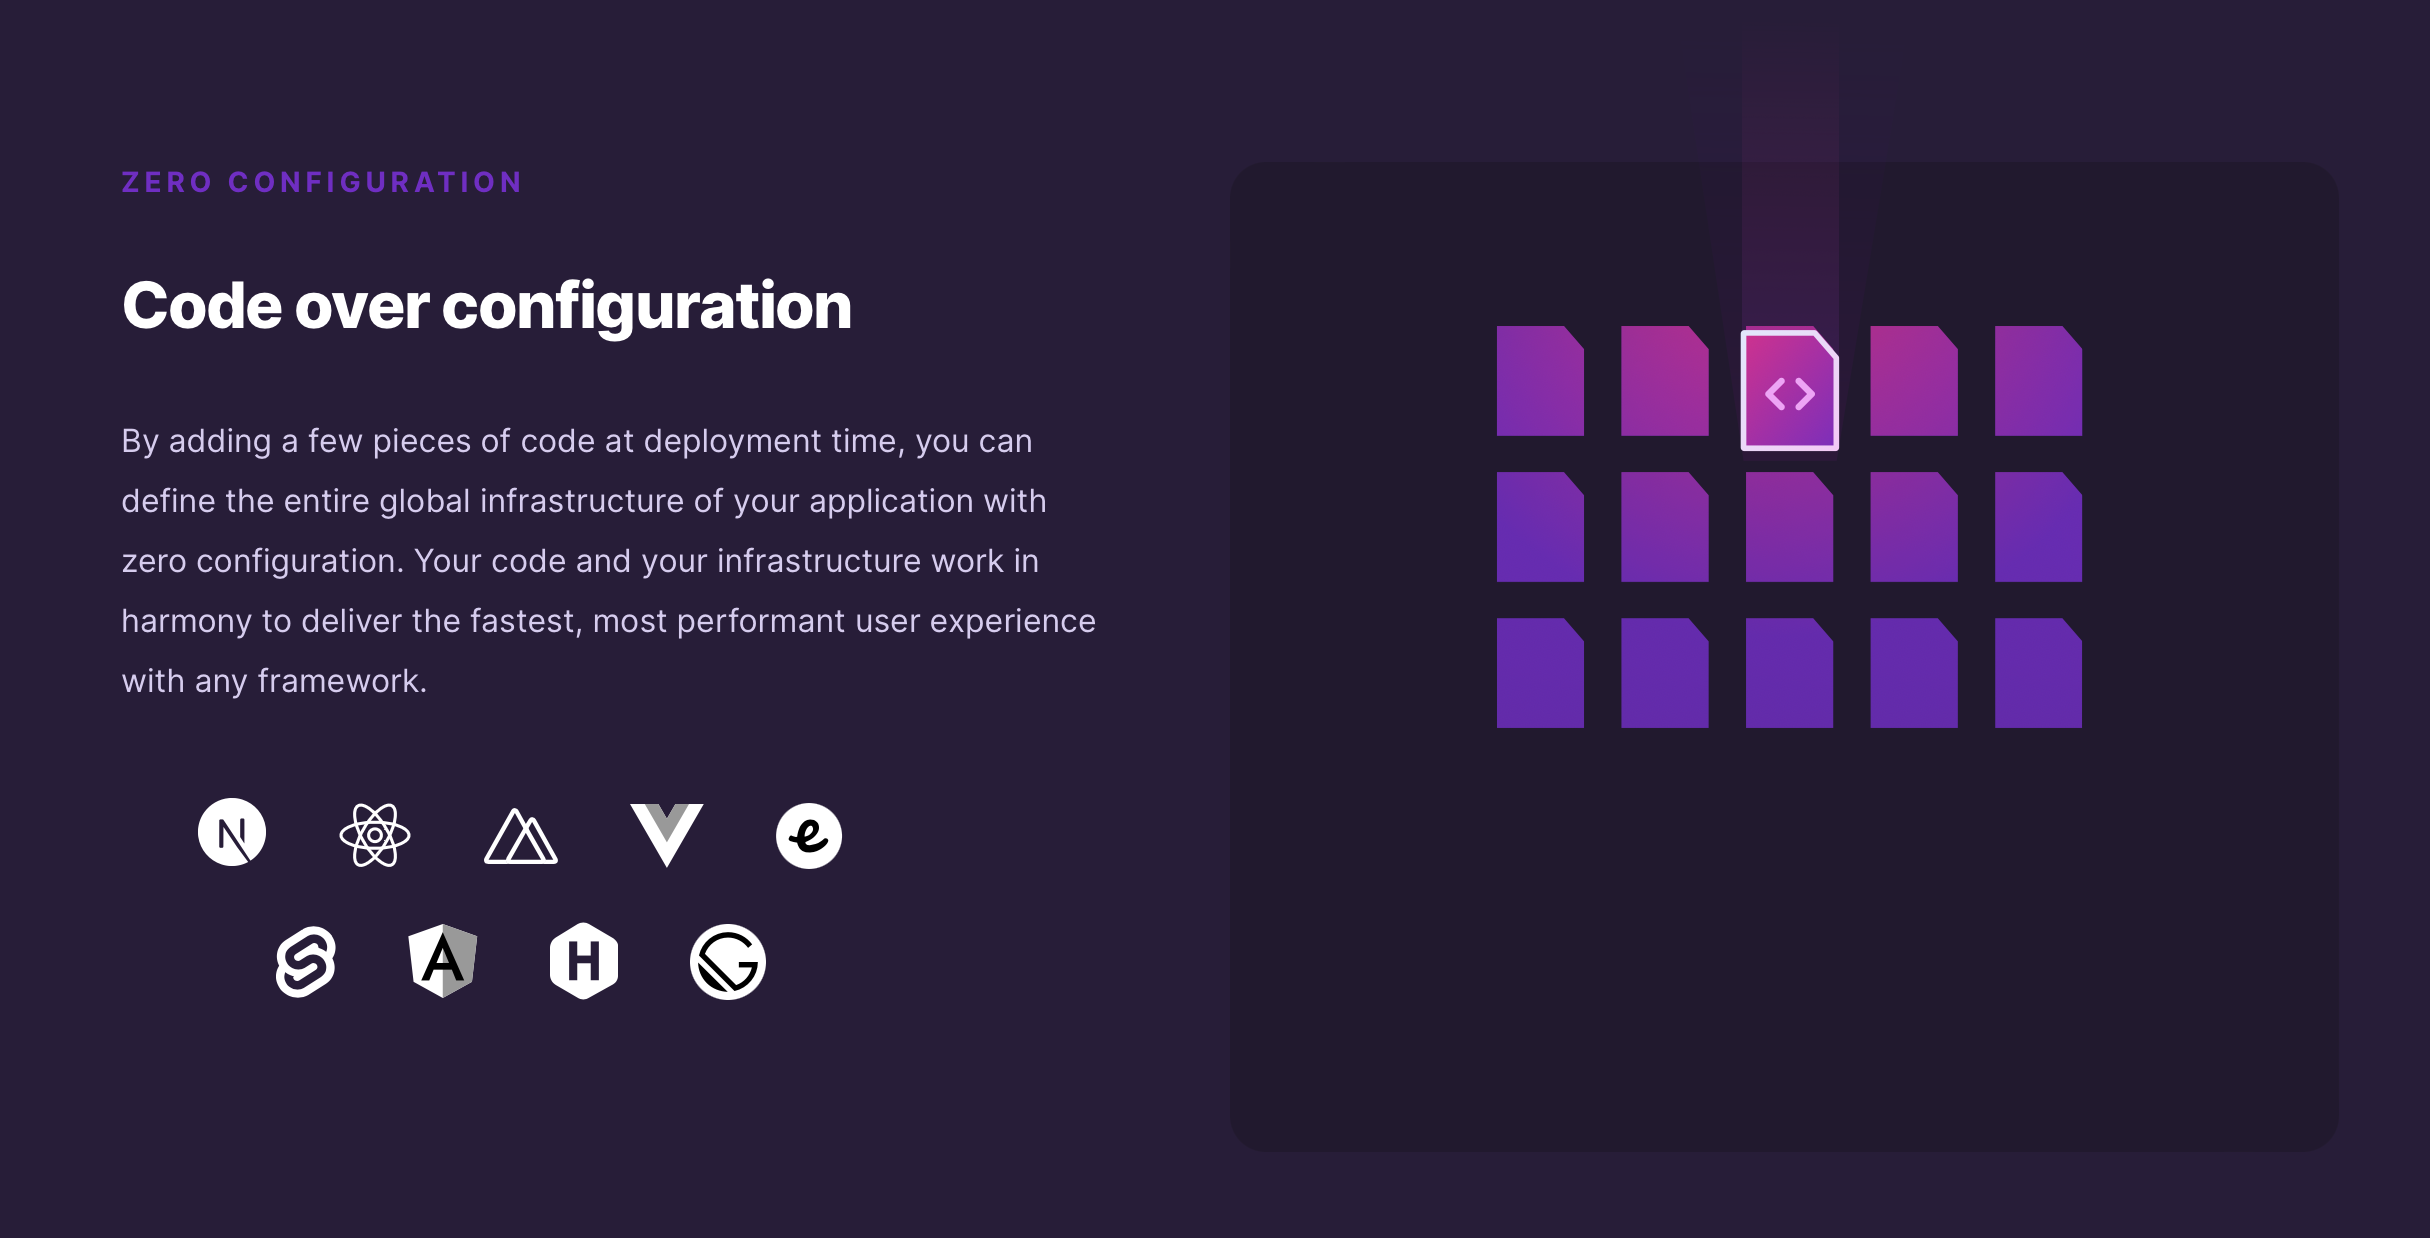 ZERO CONFIGURATION
Code over configuration
By adding a few pieces of code at deployment time, you can
define the entire global infrastructure of your application with
zero configuration. Your code and your infrastructure work in
harmony to deliver the fastest, most performant user experience
with any framework.
N
e
S
A
H
G